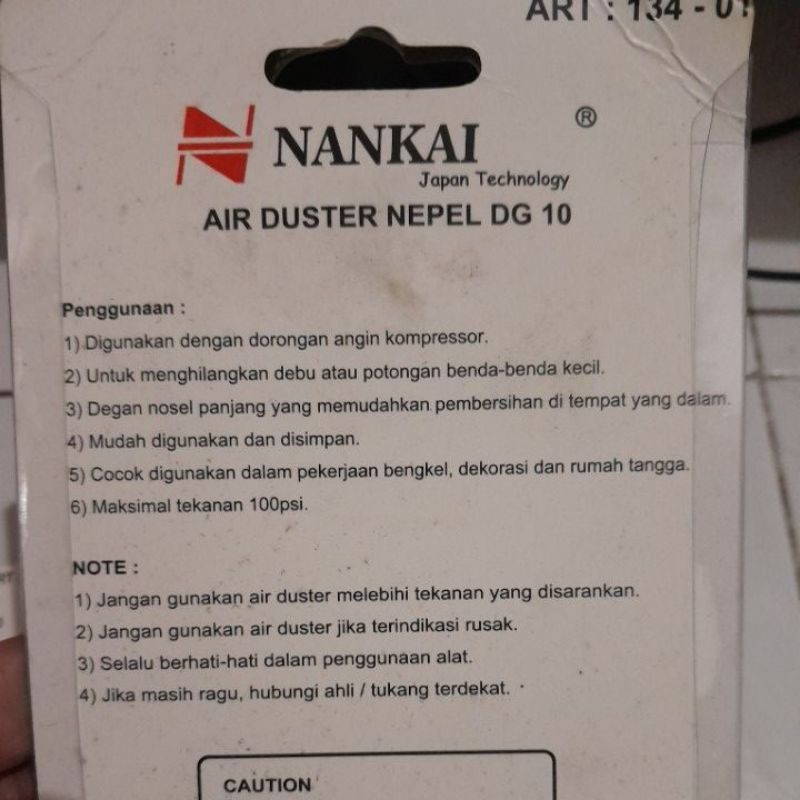 ART : 134 - 01
NANKAI ®
Japan Technology
AIR DUSTER NEPEL DG 10
Penggunaan :
1) Digunakan dengan dorongan angin kompressor.
2) Untuk menghilangkan debu atau potongan benda-benda kecil.
3) Degan nosel panjang yang memudahkan pembersihan di tempat yang dalam.
4) Mudah digunakan dan disimpan.
5) Cocok digunakan dalam pekerjaan bengkel, dekorasi dan rumah tangga.
6) Maksimal tekanan 100psi.
NOTE :
1) Jangan gunakan air duster melebihi tekanan yang disarankan.
2) Jangan gunakan air duster jika terindikasi rusak.
3) Selalu berhati-hati dalam penggunaan alat.
4) Jika masih ragu, hubungi ahli / tukang terdekat.
CAUTION